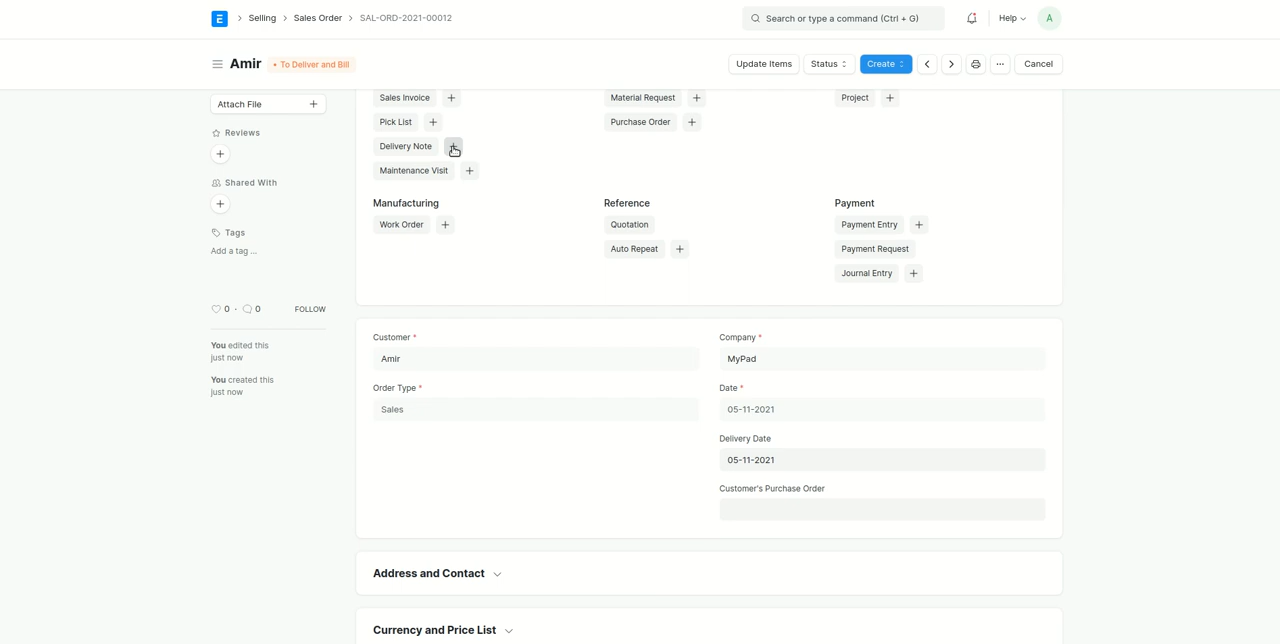 E > Selling > Sales Order > SAL-ORD-2021-00012
Search or type a command (Ctrl + G)
Help
A
Amir
• To Deliver and Bill
Update Items
Status
Create
Cancel
Attach File
Reviews
Shared With
Tags
Add a tag ...
0 · 0 FOLLOW
You edited this
just now
You created this
just now
Sales Invoice
Pick List
Delivery Note
Maintenance Visit
Material Request
Purchase Order
Project
Manufacturing
Work Order
Reference
Quotation
Auto Repeat
Payment
Payment Entry
Payment Request
Journal Entry
Customer *
Amir
Order Type *
Sales
Company *
MyPad
Date *
05-11-2021
Delivery Date
05-11-2021
Customer's Purchase Order
Address and Contact
Currency and Price List